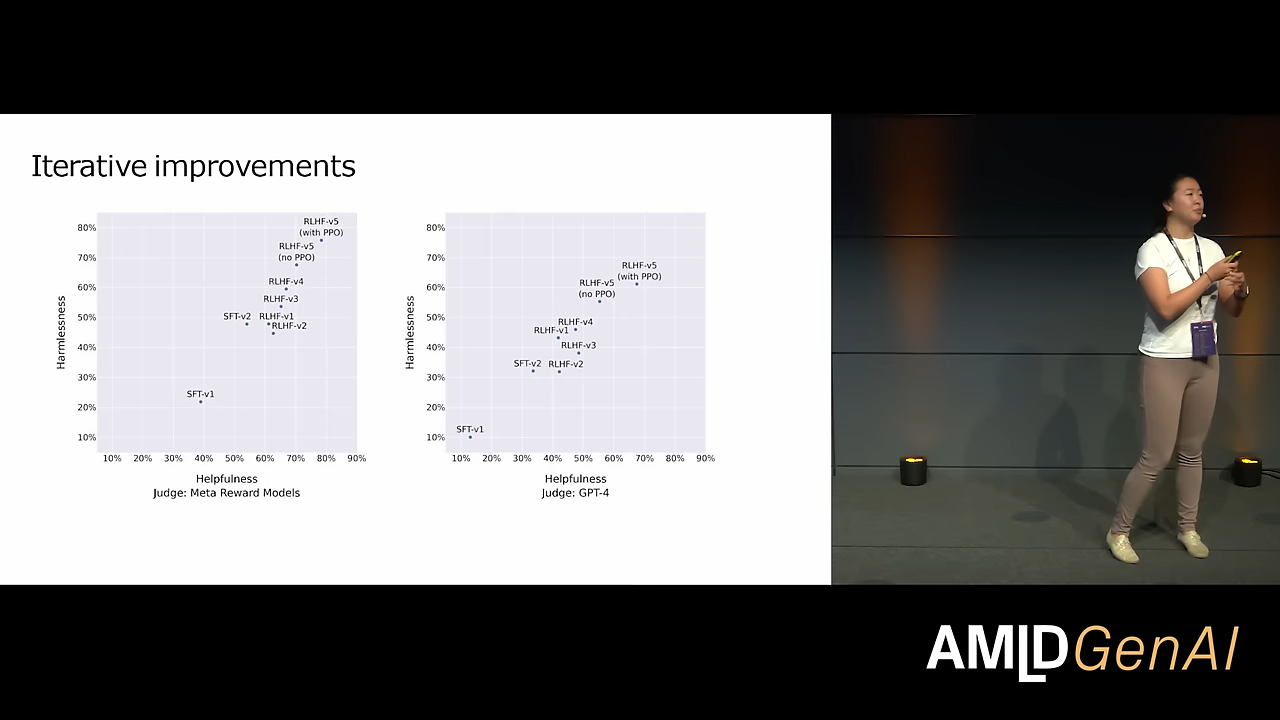 Iterative improvements
Harmlessness
80%
70%
60%
50%
40%
30%
20%
10%
RLHF-v5
(with PPO)
RLHF-v5
(no PPO)
RLHF-v4
RLHF-v3
SFT-v2
RLHF-v1
RLHF-v2
SFT-v1
10% 20% 30% 40% 50% 60% 70% 80% 90%
Helpfulness
Judge: Meta Reward Models
Harmlessness
80%
70%
60%
50%
40%
30%
20%
10%
RLHF-v5
(with PPO)
RLHF-v5
(no PPO)
RLHF-v4
RLHF-v1
RLHF-v3
SFT-v2
RLHF-v2
SFT-v1
10% 20% 30% 40% 50% 60% 70% 80% 90%
Helpfulness
Judge: GPT-4
AMLD GenAI